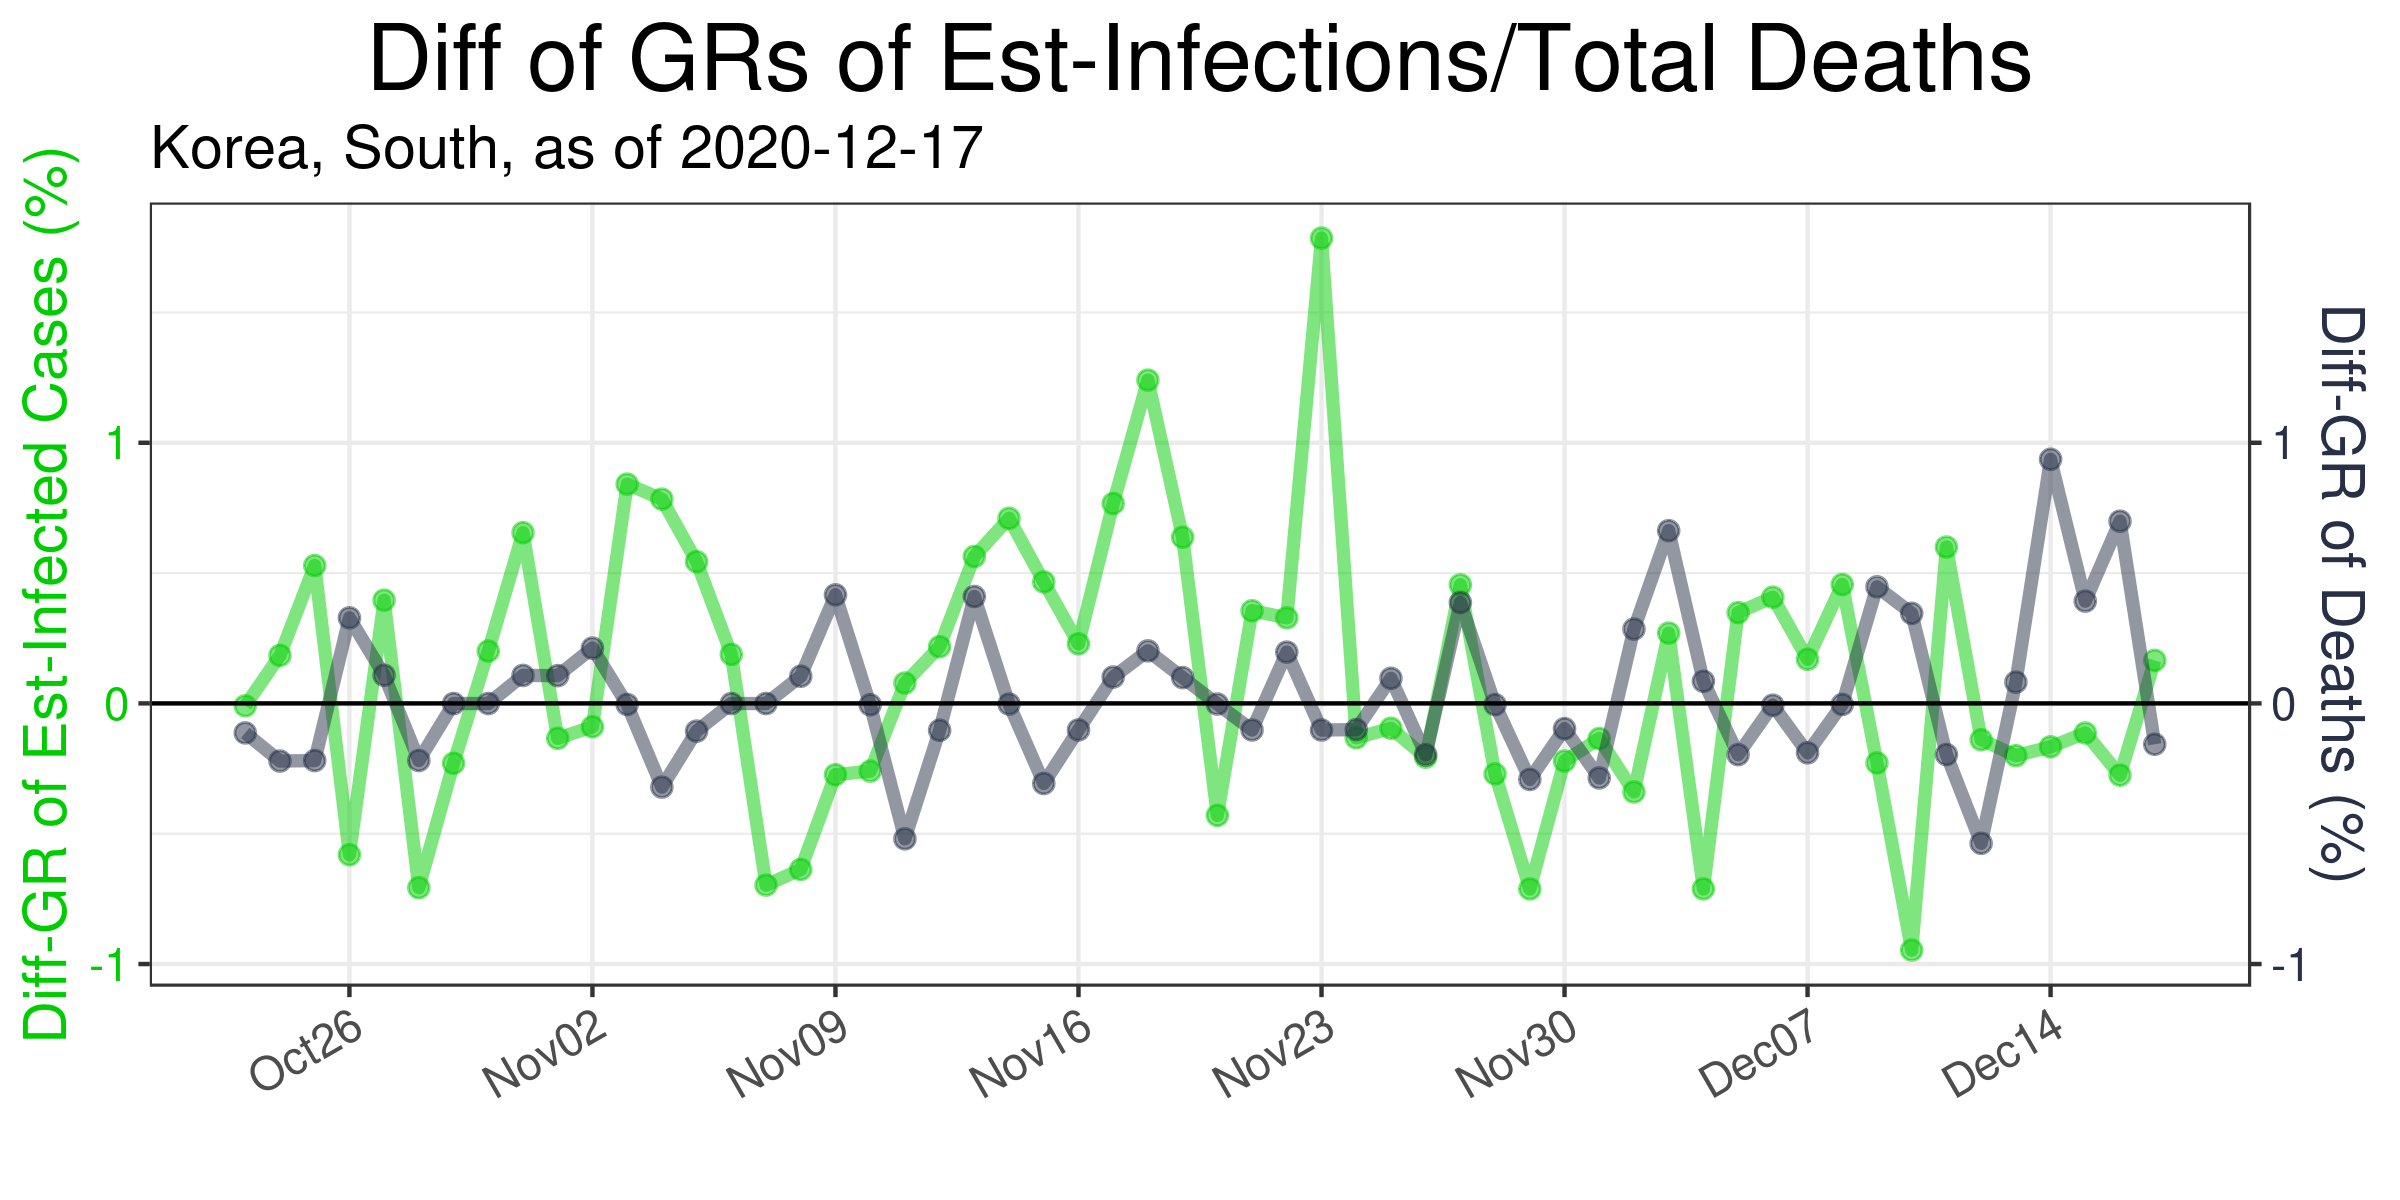 Diff of GRs of Est-Infections/Total Deaths
Korea, South, as of 2020-12-17
Diff-GR of Est-Infected Cases (%)
1
0
-1
1
0
-1
Diff-GR of Deaths (%)
Oct26
Nov02
Nov09
Nov16
Nov23
Nov30
Dec07
Dec14